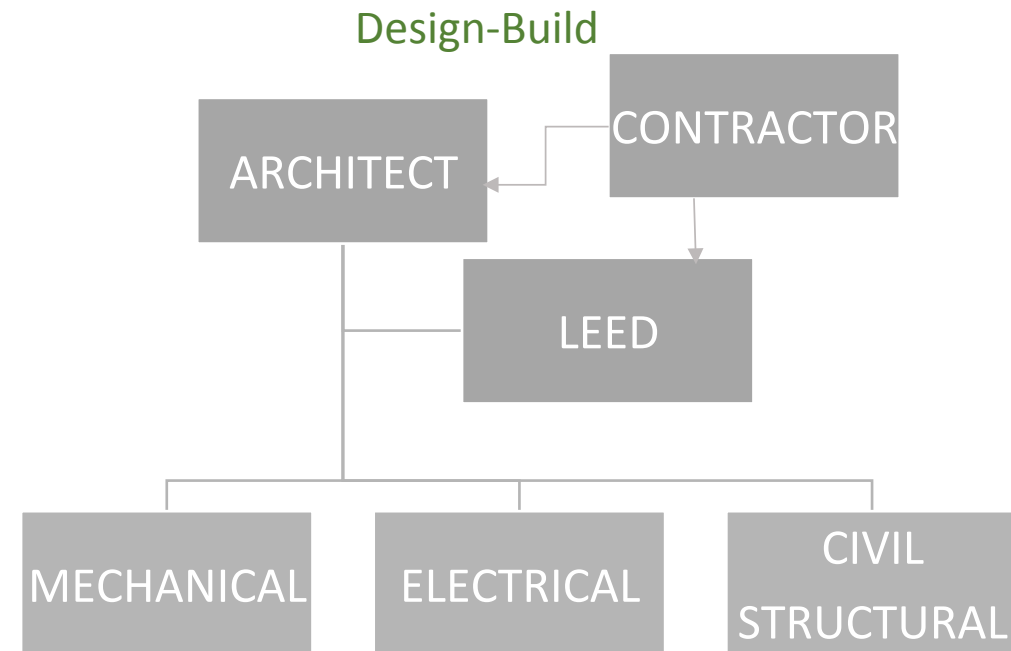 Design-Build
CONTRACTOR
ARCHITECT
LEED
MECHANICAL
ELECTRICAL
CIVIL
STRUCTURAL